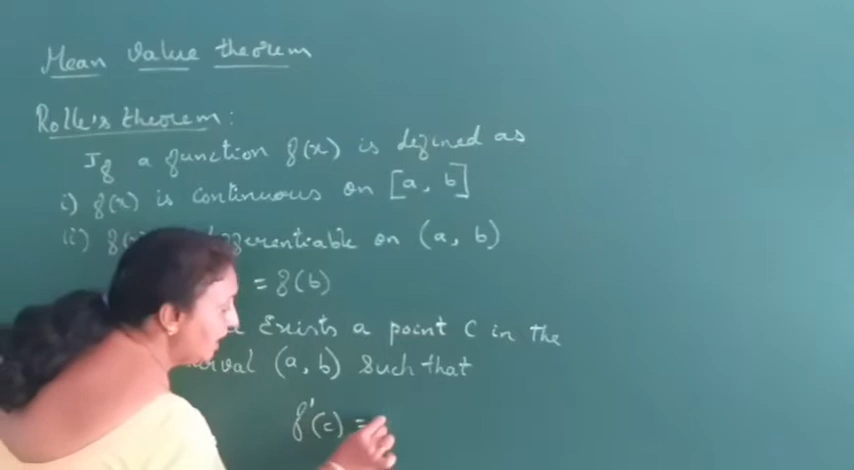 Mean value theorem
Rolle's theorem :
If a function f(x) is defined as
i) f(x) is continuous on [a, b]
ii) differentiable on (a, b)
= f(b)
Exists a point C in the
(a, b) Such that
f'(c) =